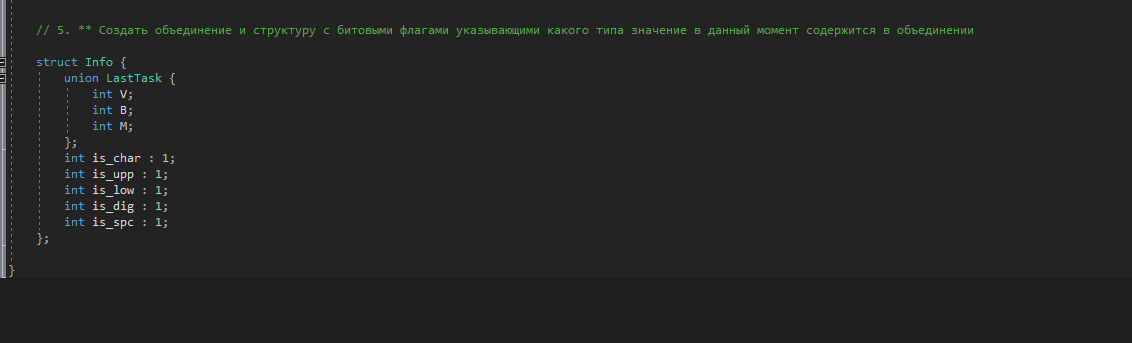 // 5. ** Создать объединение и структуру с битовыми флагами указывающими какого типа значение в данный момент содержится в объединении
struct Info {
union LastTask {
int V;
int B;
int M;
};
int is_char : 1;
int is_upp : 1;
int is_low : 1;
int is_dig : 1;
int is_spc : 1;
};
}